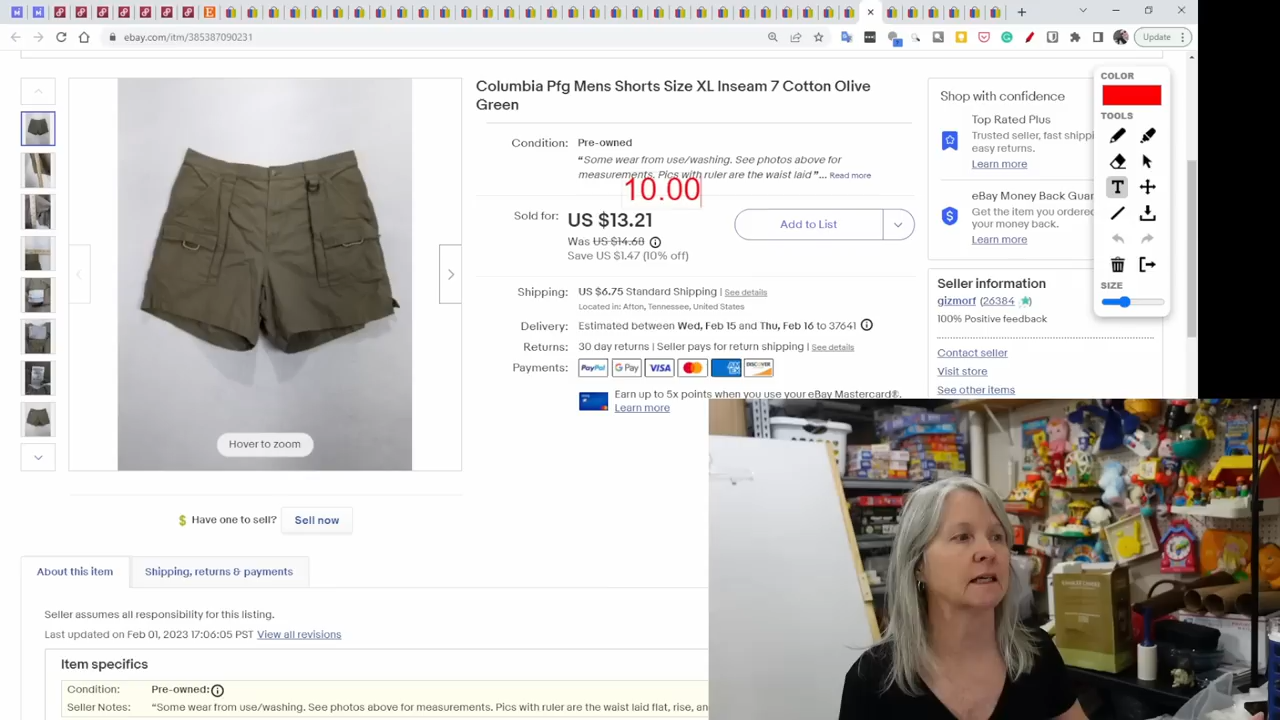 ebay.com/itm/385387090231
Update
Columbia Pfg Mens Shorts Size XL Inseam 7 Cotton Olive
Green
Condition:
Pre-owned
“Some wear from use/washing. See photos above for
measurements. Pics with ruler are the waist laid” ... Read more
10.00
Sold for:
US $13.21
Was US $14.68
Save US $1.47 (10% off)
Add to List
Shipping:
US $6.75 Standard Shipping | See details
Located in: Afton, Tennessee, United States
Delivery:
Estimated between Wed, Feb 15 and Thu, Feb 16 to 37641
Returns:
30 day returns | Seller pays for return shipping | See details
Payments:
PayPal
G Pay
VISA
DISCOVER
Earn up to 5x points when you use your eBay Mastercard®.
Learn more
Shop with confidence
Top Rated Plus
Trusted seller, fast shippi
easy returns.
Learn more
eBay Money Back Guar
Get the item you ordered
your money back.
Learn more
Seller information
gizmorf (26384 )
100% Positive feedback
Contact seller
Visit store
See other items
COLOR
TOOLS
T
SIZE
Hover to zoom
Have one to sell?
Sell now
About this item
Shipping, returns & payments
Seller assumes all responsibility for this listing.
Last updated on Feb 01, 2023 17:06:05 PST View all revisions
Item specifics
Condition:
Pre-owned:
Seller Notes:
“Some wear from use/washing. See photos above for measurements. Pics with ruler are the waist laid flat, rise, an